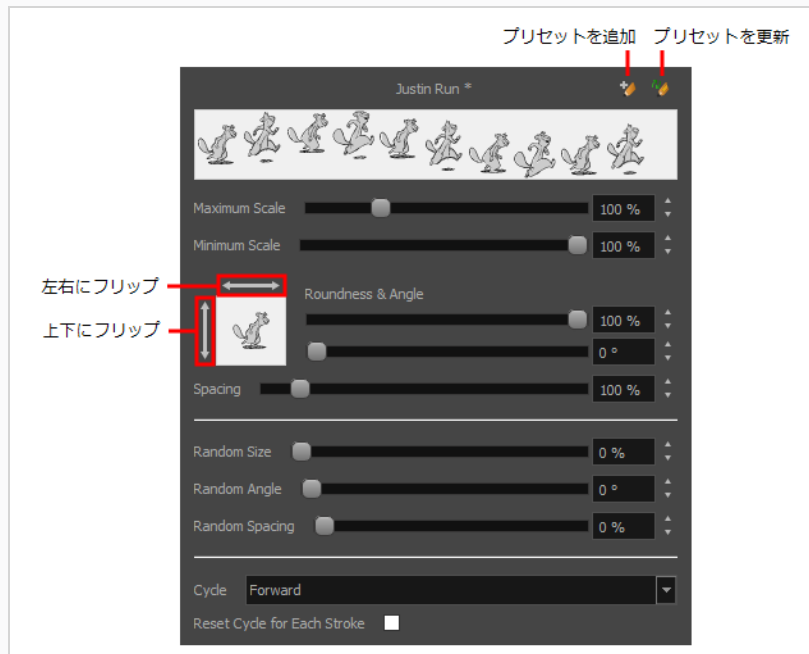 プリセットを追加 プリセットを更新
Justin Run *
Maximum Scale 100 %
Minimum Scale 100 %
左右にフリップ
Roundness & Angle
上下にフリップ
100 %
0 °
Spacing 100 %
Random Size 0 %
Random Angle 0 °
Random Spacing 0 %
Cycle Forward
Reset Cycle for Each Stroke